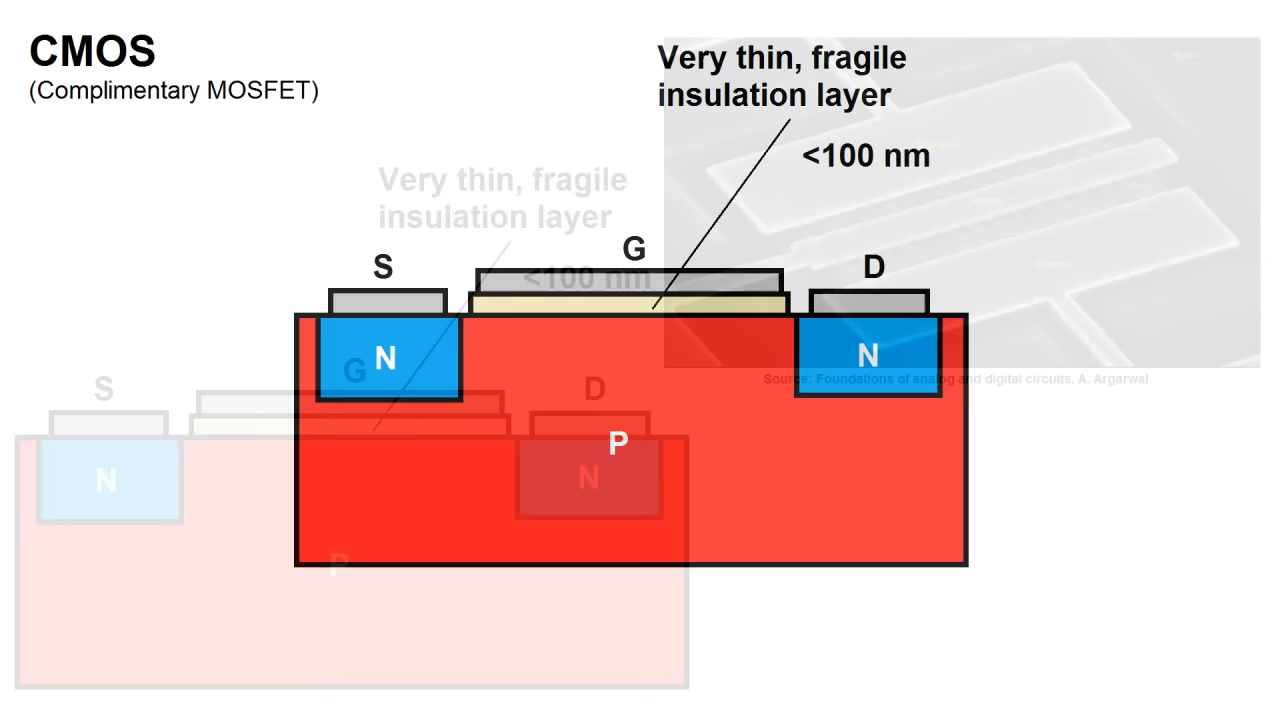 CMOS
(Complimentary MOSFET)
Very thin, fragile
insulation layer
<100 nm
Very thin, fragile
insulation layer
<100 nm
S
G
D
N
N
P
S
G
D
N
N
P
Source: Foundations of analog and digital circuits, A. Argarwal